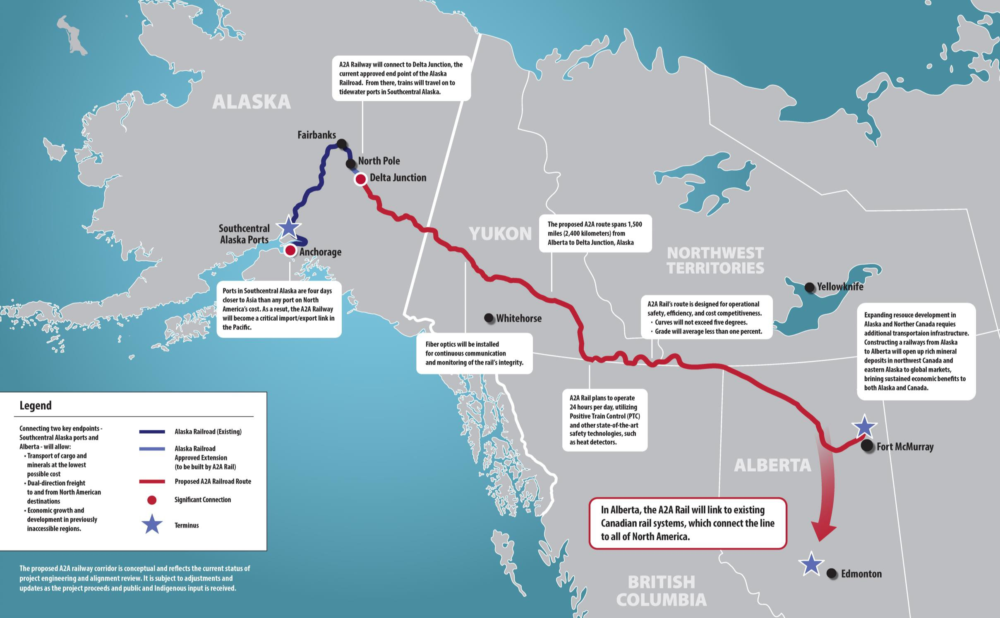 A2A Railway will connect to Delta Junction, the
current approved end point of the Alaska
Railroad. From there, trains will travel on to
tidewater ports in Southcentral Alaska.
ALASKA
Fairbanks
North Pole
Delta Junction
Southcentral
Alaska Ports
Anchorage
YUKON
The proposed A2A route spans 1,500
miles (2,400 kilometers) from
Alberta to Delta Junction, Alaska
NORTHWEST
TERRITORIES
Yellowknife
Ports in Southcentral Alaska are four days
closer to Asia than any port on North
America's cost. As a resut, the A2A Railway
will become a critical import/export link in
the Pacific.
Whitehorse
A2A Rail's route is designed for operational
safety, efficiency, and cost competitiveness.
• Curves will not exceed five degrees.
• Grade will average less than one percent.
Expanding resouce development in
Alaska and Norther Canada requies
additional transportaion infrastructure.
Constructing a railways from Alaska
to Alberta will open up rich mineral
deposits in northwest Canada and
eastern Alaska to global markets,
brining sustained economic benefits to
both Alaska and Canada.
Fiber optics will be installed
for continuous communication
and monitoring of the rail's integrity.
A2A Rail plans to operate
24 hours per day, utilizing
Positive Train Control (PTC)
and other state-of-the-art
safety technologies, such
as heat detectors.
Fort McMurray
ALBERTA
In Alberta, the A2A Rail will link to existing
Canadian rail systems, which connect the line
to all of North America.
Edmonton
BRITISH
COLUMBIA
Legend
Connecting two key endpoints -
Southcentral Alaska ports and
Alberta - will allow:
• Transport of cargo and
minerals at the lowest
possible cost
• Dual-direction freight
to and from North American
destinations
• Economic growth and
development in previously
inaccessible regions.
Alaska Railroad (Existing)
Alaska Railroad
Approved Extension
(to be built by A2A Rail)
Proposed A2A Railroad Route
Significant Connection
Terminus
The proposed A2A railway corridor is conceptual and reflects the current status of
project engineering and alignment review. It is subject to adjustments and
updates as the project proceeds and public and Indigenous input is received.